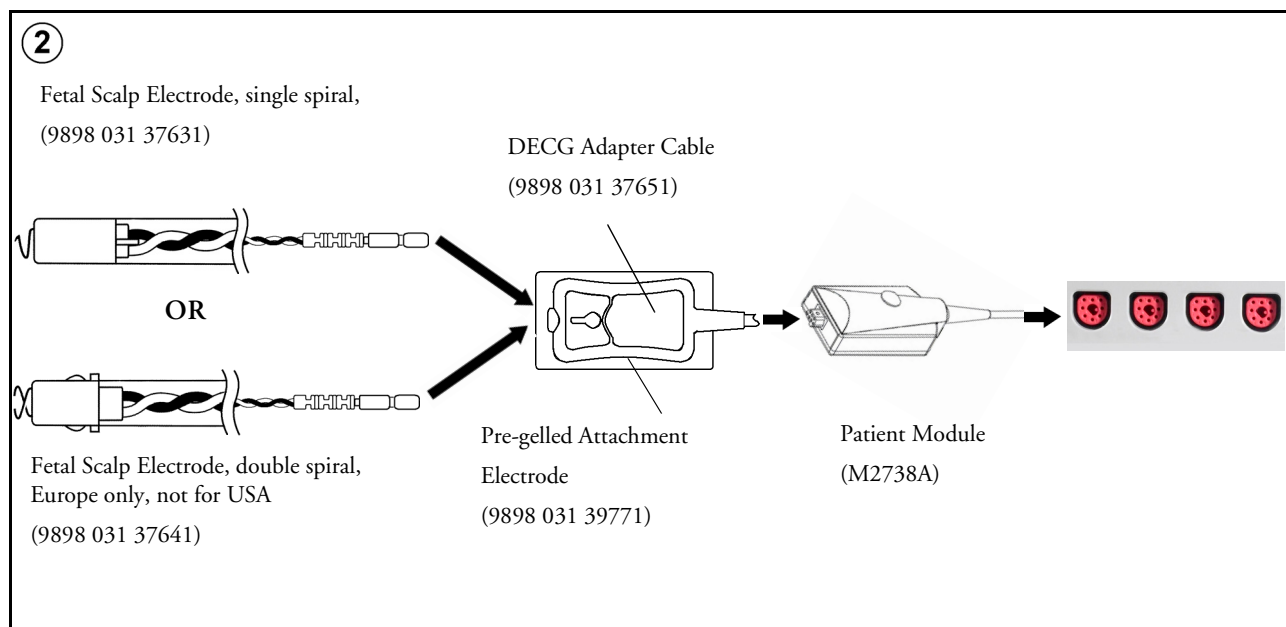 2
Fetal Scalp Electrode, single spiral,
(9898 031 37631)
DECG Adapter Cable
(9898 031 37651)
OR
Fetal Scalp Electrode, double spiral,
Europe only, not for USA
(9898 031 37641)
Pre-gelled Attachment
Electrode
(9898 031 39771)
Patient Module
(M2738A)